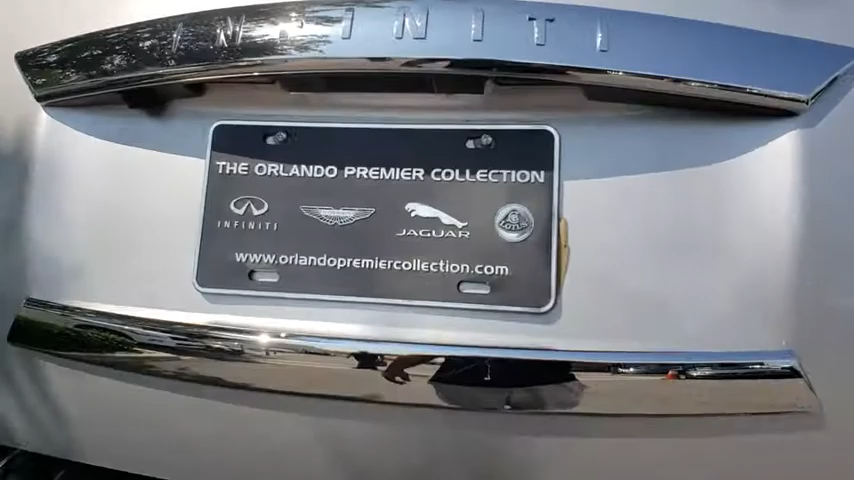 INFINITI
THE ORLANDO PREMIER COLLECTION
INFINITI
JAGUAR
LOTUS
www.orlandopremiercollection.com